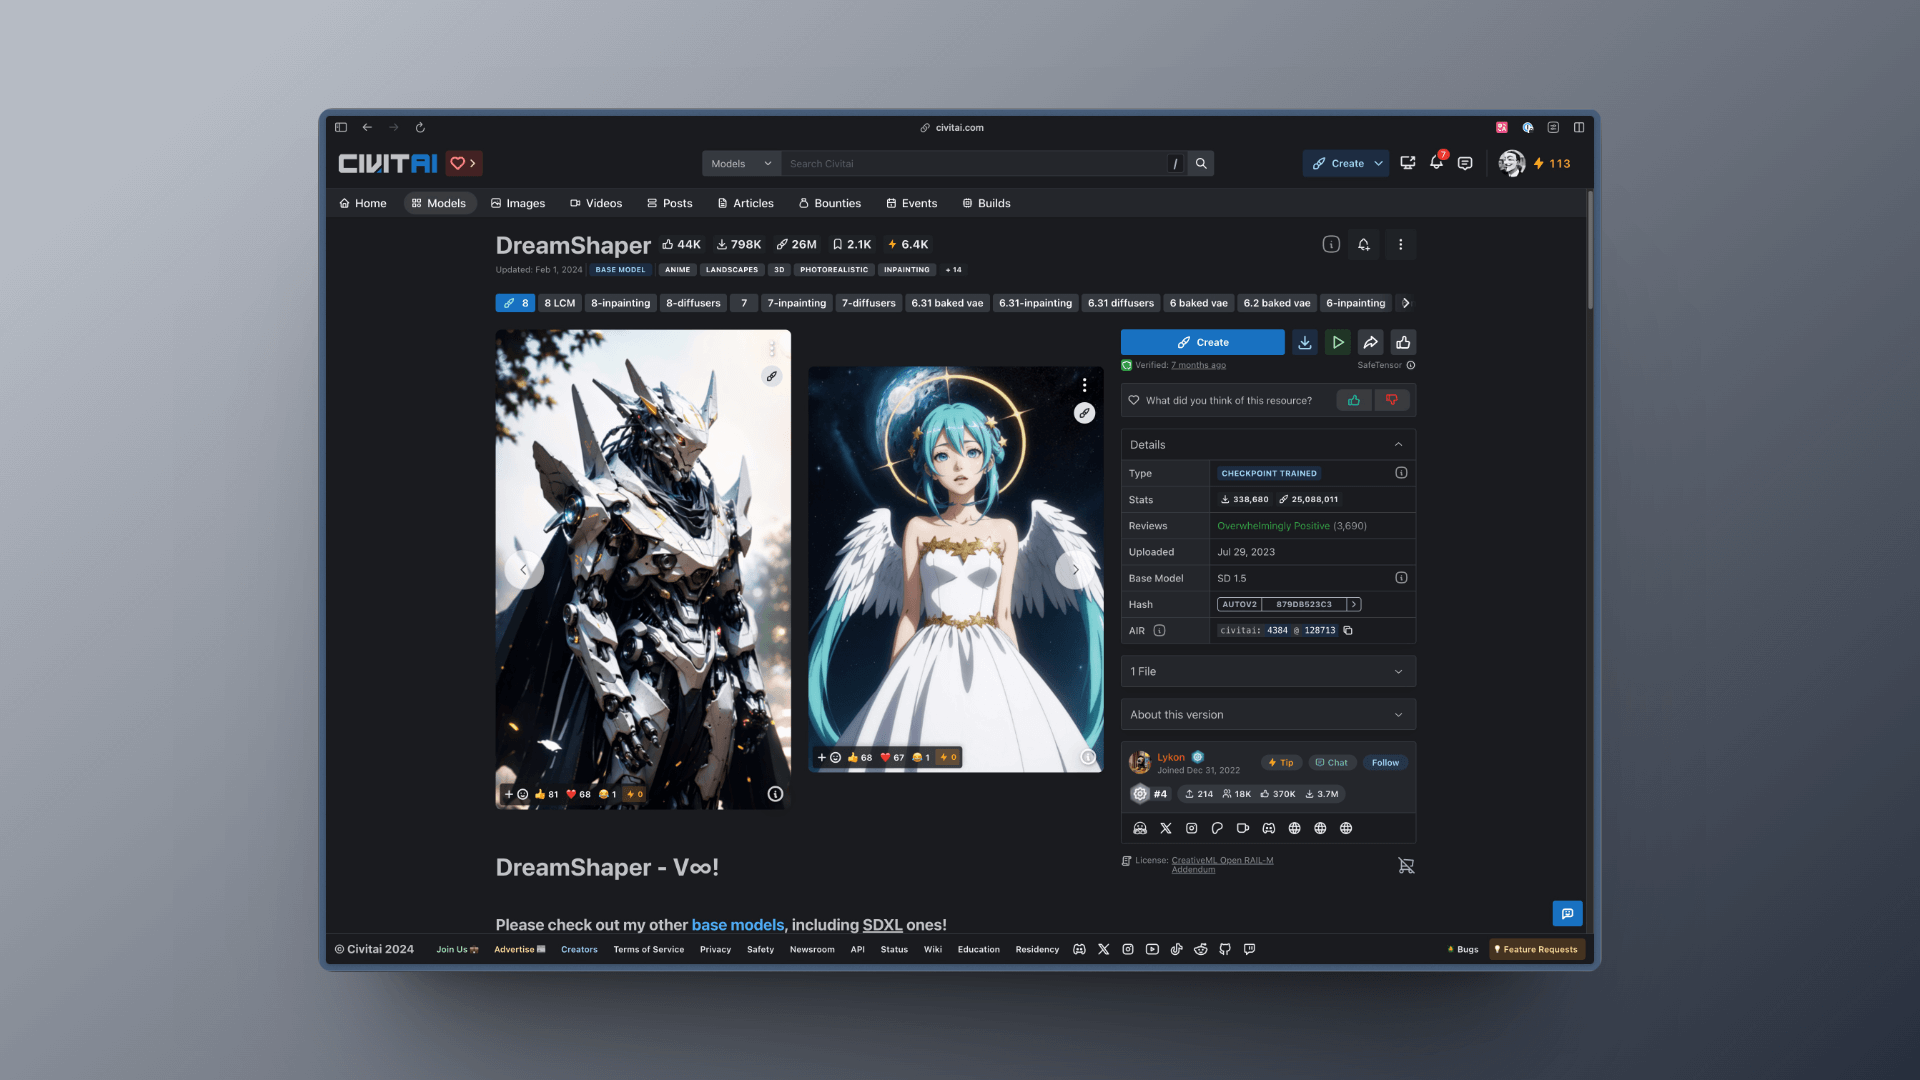 civitai.com
CIVITAI
Models
Search Civitai
/
Create
7
113
Home
Models
Images
Videos
Posts
Articles
Bounties
Events
Builds
DreamShaper
44K
798K
26M
2.1K
6.4K
Updated: Feb 1, 2024
BASE MODEL
ANIME
LANDSCAPES
3D
PHOTOREALISTIC
INPAINTING
+ 14
8
8 LCM
8-inpainting
8-diffusers
7
7-inpainting
7-diffusers
6.31 baked vae
6.31-inpainting
6.31 diffusers
6 baked vae
6.2 baked vae
6-inpainting
Create
Verified: 7 months ago
SafeTensor
What did you think of this resource?
Details
Type
CHECKPOINT TRAINED
Stats
338,680
25,088,011
Reviews
Overwhelmingly Positive (3,690)
Uploaded
Jul 29, 2023
Base Model
SD 1.5
Hash
AUTOV2
879DB523C3
AIR
civitai: 4384 @ 128713
1 File
About this version
Lykon
Joined Dec 31, 2022
Tip
Chat
Follow
#4
214
18K
370K
3.7M
License: CreativeML Open RAIL-M
Addendum
+ 81 68 1 0
+ 68 67 1 0
DreamShaper - V∞!
Please check out my other base models, including SDXL ones!
© Civitai 2024
Join Us
Advertise
Creators
Terms of Service
Privacy
Safety
Newsroom
API
Status
Wiki
Education
Residency
Bugs
Feature Requests